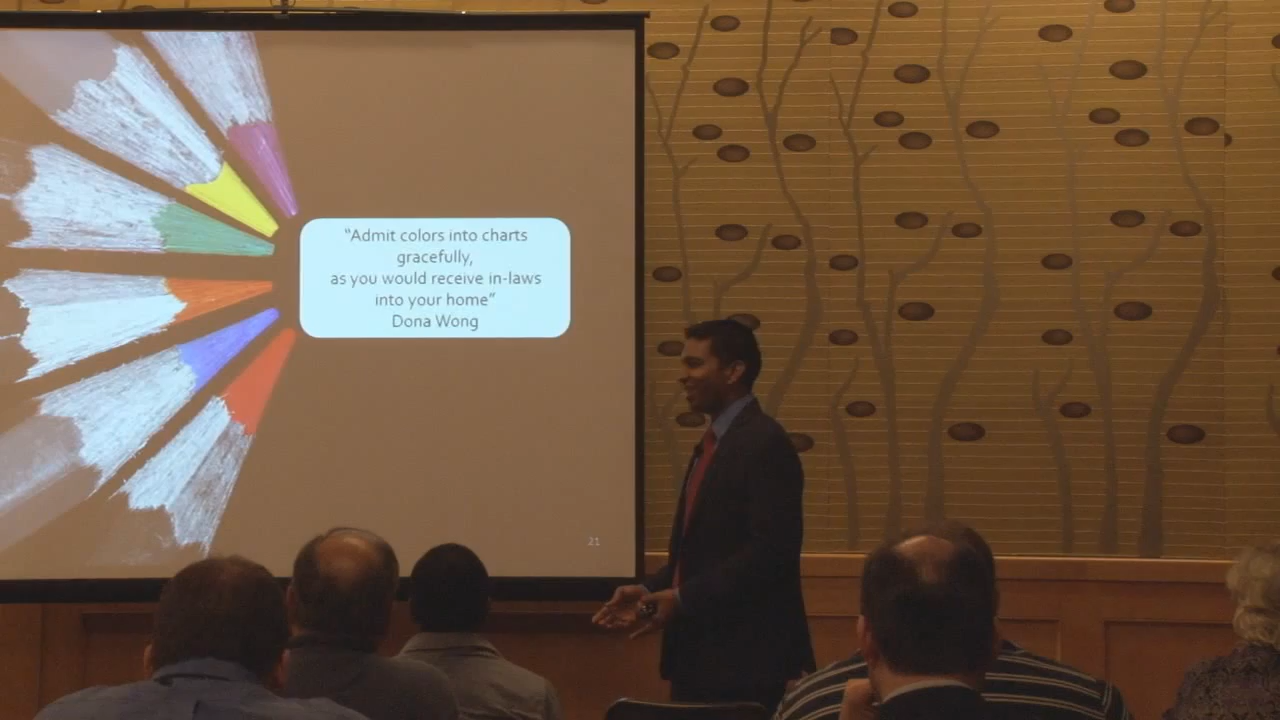 “Admit colors into charts
gracefully,
as you would receive in-laws
into your home”
Dona Wong
21